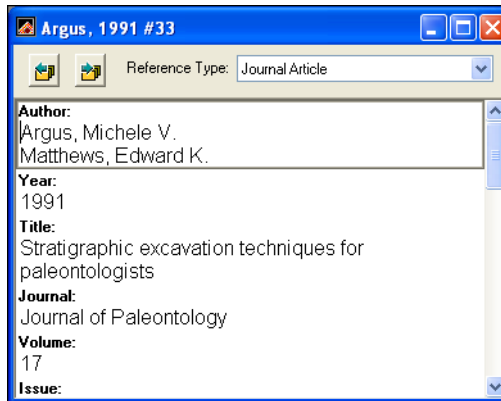 Argus, 1991 #33
Reference Type: Journal Article
Author:
Argus, Michele V.
Matthews, Edward K.
Year:
1991
Title:
Stratigraphic excavation techniques for
paleontologists
Journal:
Journal of Paleontology
Volume:
17
Issue: